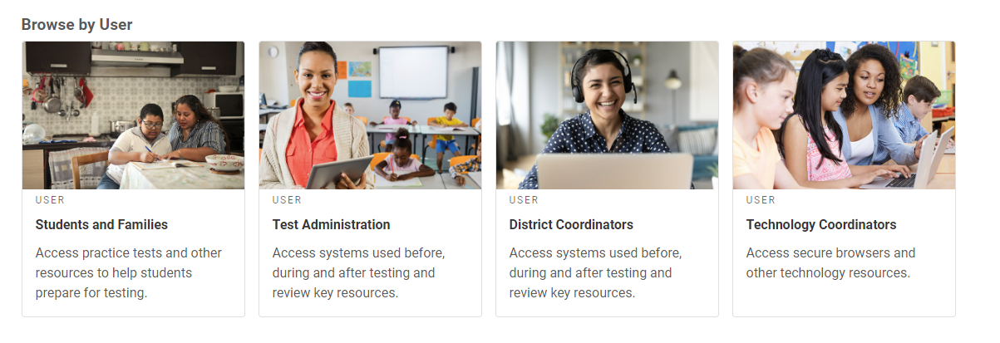 Browse by User
USER
Students and Families
Access practice tests and other
resources to help students
prepare for testing.
USER
Test Administration
Access systems used before,
during and after testing and
review key resources.
USER
District Coordinators
Access systems used before,
during and after testing and
review key resources.
USER
Technology Coordinators
Access secure browsers and
other technology resources.